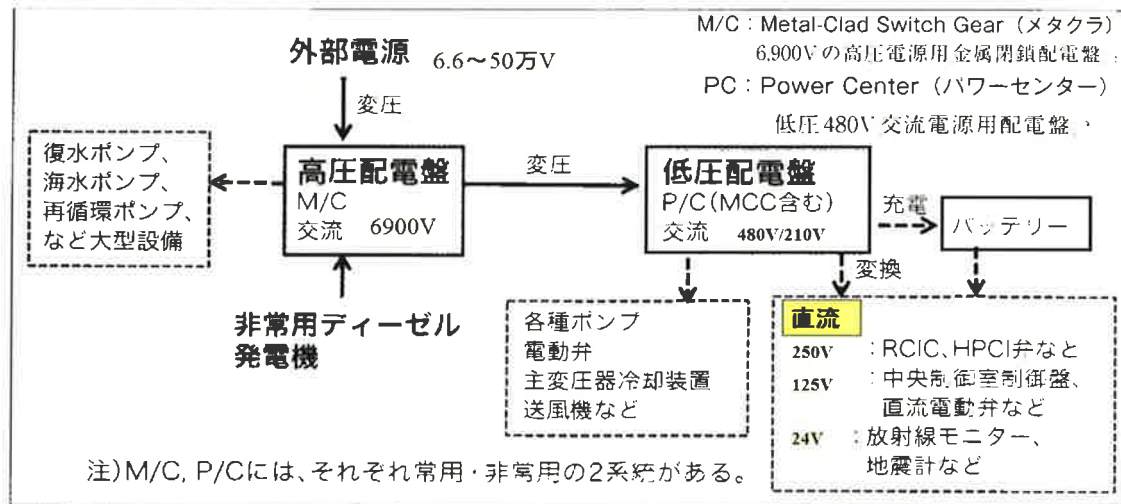 M/C：Metal-Clad Switch Gear（メタクラ）
6,900Vの高圧電源用金属閉鎖配電盤
PC：Power Center（パワーセンター）
低圧480V交流電源用配電盤
外部電源 6.6～50万V
変圧
復水ポンプ、
海水ポンプ、
再循環ポンプ、
など大型設備
高圧配電盤
M/C
交流 6900V
変圧
低圧配電盤
P/C(MCC含む)
交流 480V/210V
充電
バッテリー
変換
非常用ディーゼル
発電機
各種ポンプ
電動弁
主変圧器冷却装置
送風機など
直流
250V ：RCIC、HPCI弁など
125V ：中央制御室制御盤、
直流電動弁など
24V ：放射線モニター、
地震計など
注)M/C, P/Cには、それぞれ常用・非常用の2系統がある。